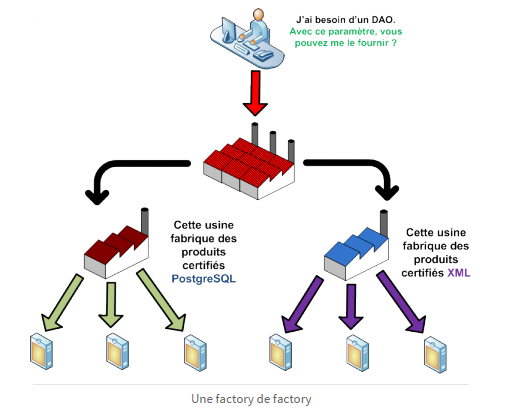 J'ai besoin d'un DAO.
Avec ce paramètre, vous
pouvez me le fournir ?
Cette usine
fabrique des
produits
certifiés
PostgreSQL
Cette usine
fabrique des
produits
certifiés XML
Une factory de factory